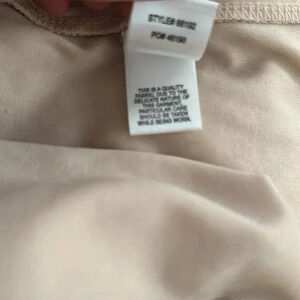 PO# 48190
THIS IS A QUALITY
FABRIC. DUE TO THE
DELICATE NATURE OF
THIS GARMENT,
PARTICULAR CARE
SHOULD BE TAKEN
WHILE BEING WORN.